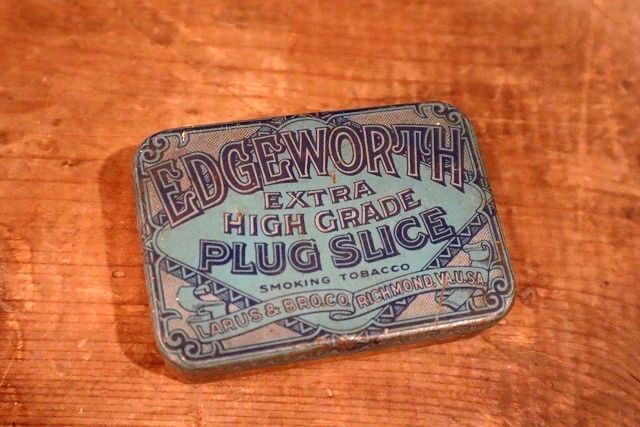 EDGEWORTH
EXTRA
HIGH GRADE
PLUG SLICE
SMOKING TOBACCO
LARUS & BRO.CO. RICHMOND, VA. U.S.A.